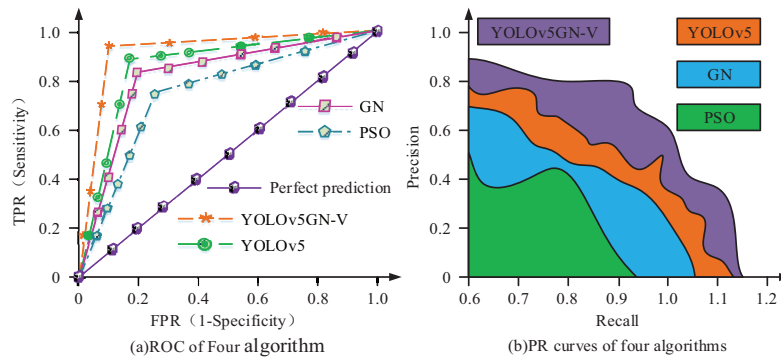 TPR（Sensitivity）
1.0
0.8
0.6
0.4
0.2
0
0
0.2
0.4
0.6
0.8
1.0
FPR（1-Specificity）
GN
PSO
Perfect prediction
YOLOv5GN-V
YOLOv5
(a)ROC of Four algorithm
Precision
1.0
0.8
0.6
0.4
0.2
0
0.6
0.7
0.8
0.9
1.0
1.1
1.2
Recall
YOLOv5GN-V
YOLOv5
GN
PSO
(b)PR curves of four algorithms